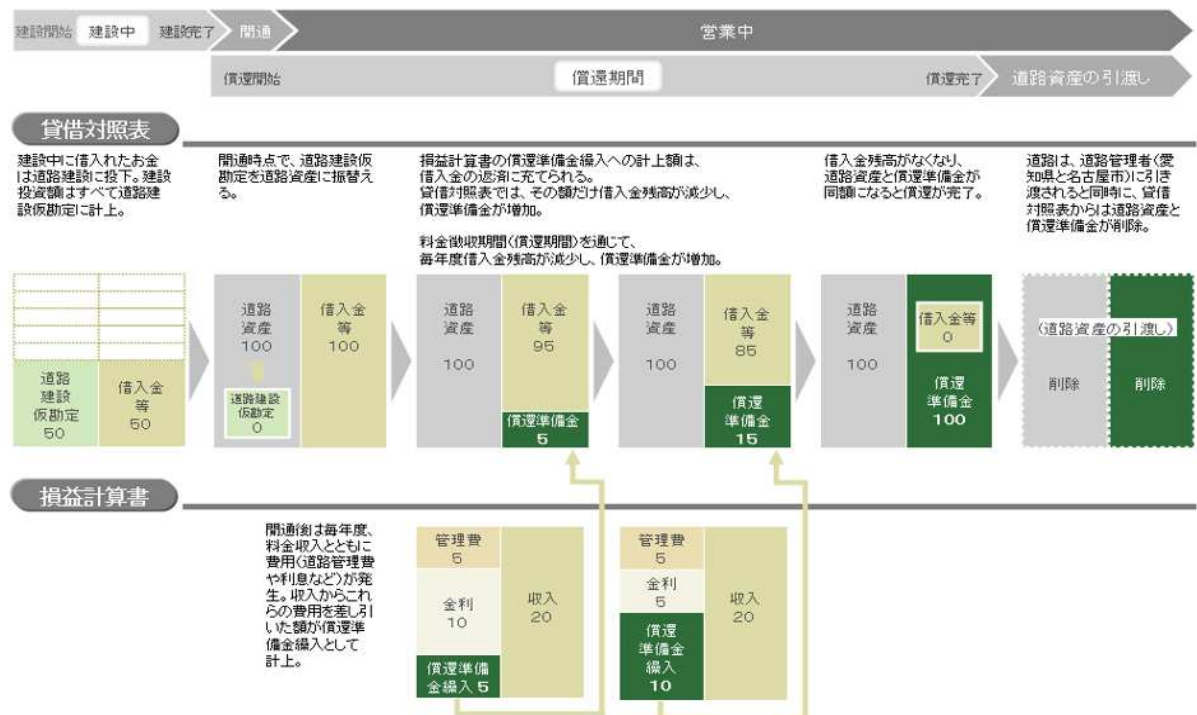 建設開始 建設中 建設完了 開通 営業中
償還開始 償還期間 償還完了 道路資産の引渡し
貸借対照表
建設中に借入れたお金
は道路建設に投下。建設
投資額はすべて道路建
設仮勘定に計上。
開通時点で、道路建設仮
勘定を道路資産に振替え
る。
損益計算書の償還準備金繰入への計上額は、
借入金の返済に充てられる。
貸借対照表では、その額だけ借入金残高が減少し、
償還準備金が増加。
料金徴収期間(償還期間)を通じて、
毎年度借入金残高が減少し、償還準備金が増加。
借入金残高がなくなり、
道路資産と償還準備金が
同額になると償還が完了。
道路は、道路管理者(愛
知県と名古屋市)に引き
渡されると同時に、貸借
対照表からは道路資産と
償還準備金が削除。
道路
建設
仮勘定
50
借入金
等
50
道路
資産
100
道路建設
仮勘定
0
借入金
等
100
道路
資産
100
借入金
等
95
償還準備金
5
道路
資産
100
借入金
等
85
償還
準備金
15
道路
資産
100
借入金等
0
償還
準備金
100
(道路資産の引渡し)
削除
削除
損益計算書
開通後は毎年度、
料金収入とともに
費用(道路管理費
や利息など)が発
生。収入からこれ
らの費用を差し引
いた額が償還準
備金繰入として
計上。
管理費
5
金利
10
償還準備
金繰入 5
収入
20
管理費
5
金利
5
償還
準備金
繰入
10
収入
20